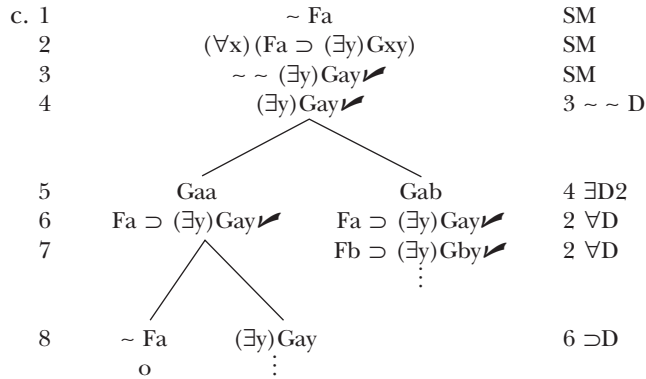 c. 1 ~ Fa SM
2 (∀x)(Fa ⊃ (∃y)Gxy) SM
3 ~ ~ (∃y)Gay✔ SM
4 (∃y)Gay✔ 3 ~ ~ D
5 Gaa Gab 4 ∃D2
6 Fa ⊃ (∃y)Gay✔ Fa ⊃ (∃y)Gay✔ 2 ∀D
7 Fb ⊃ (∃y)Gby✔ 2 ∀D
⋮
8 ~ Fa (∃y)Gay 6 ⊃D
o ⋮